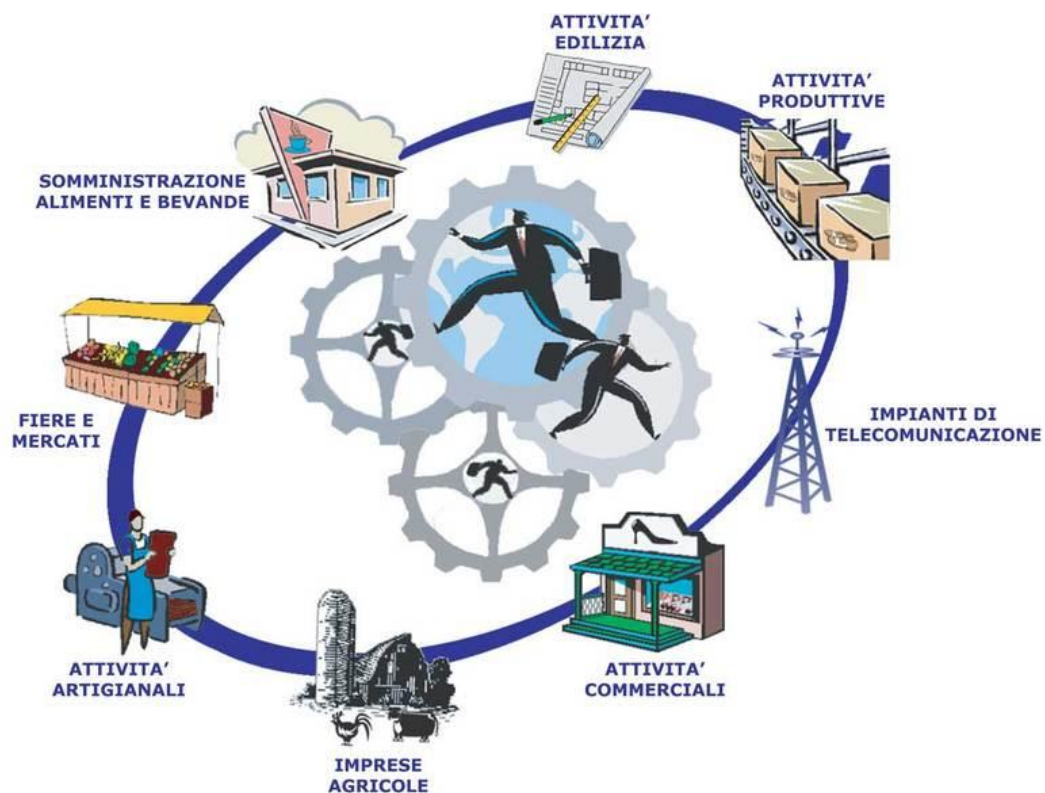 ATTIVITA'
EDILIZIA
ATTIVITA'
PRODUTTIVE
SOMMINISTRAZIONE
ALIMENTI E BEVANDE
FIERE E
MERCATI
IMPIANTI DI
TELECOMUNICAZIONE
ATTIVITA'
ARTIGIANALI
ATTIVITA'
COMMERCIALI
IMPRESE
AGRICOLE